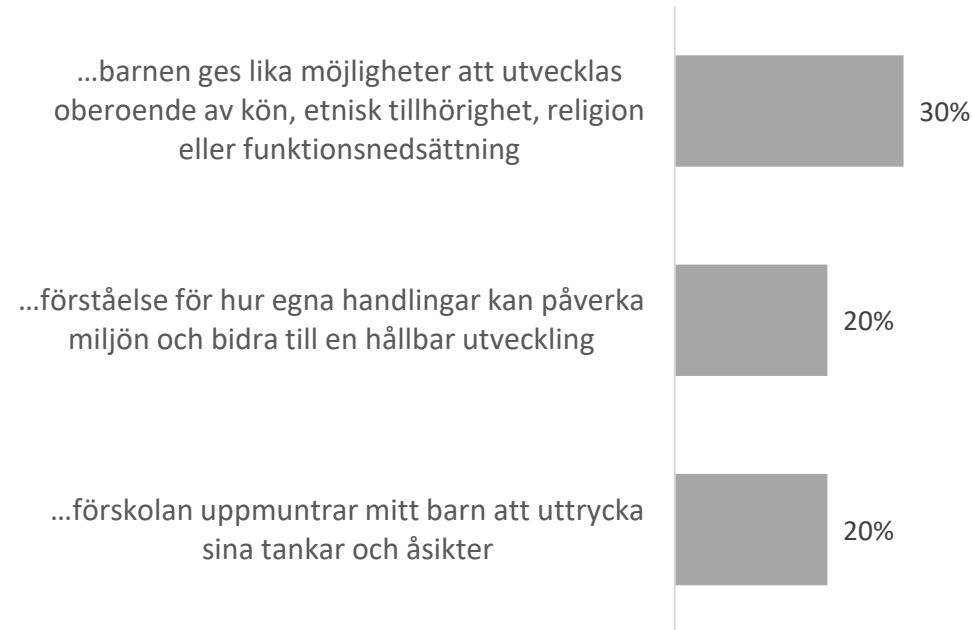 …barnen ges lika möjligheter att utvecklas
oberoende av kön, etnisk tillhörighet, religion
eller funktionsnedsättning
30%
…förståelse för hur egna handlingar kan påverka
miljön och bidra till en hållbar utveckling
20%
…förskolan uppmuntrar mitt barn att uttrycka
sina tankar och åsikter
20%